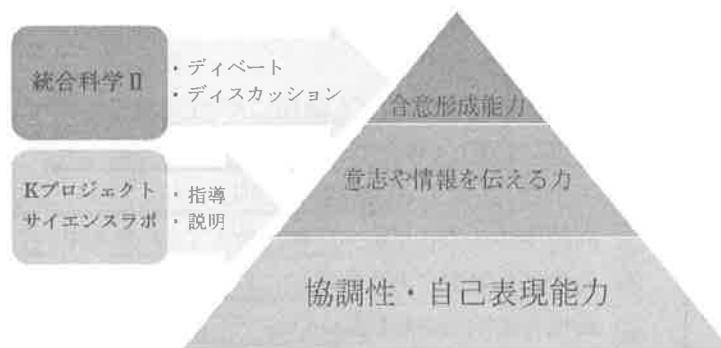 統合科学Ⅱ
・ディベート
・ディスカッション
合意形成能力
Kプロジェクト
サイエンスラボ
・指導
・説明
意志や情報を伝える力
協調性・自己表現能力